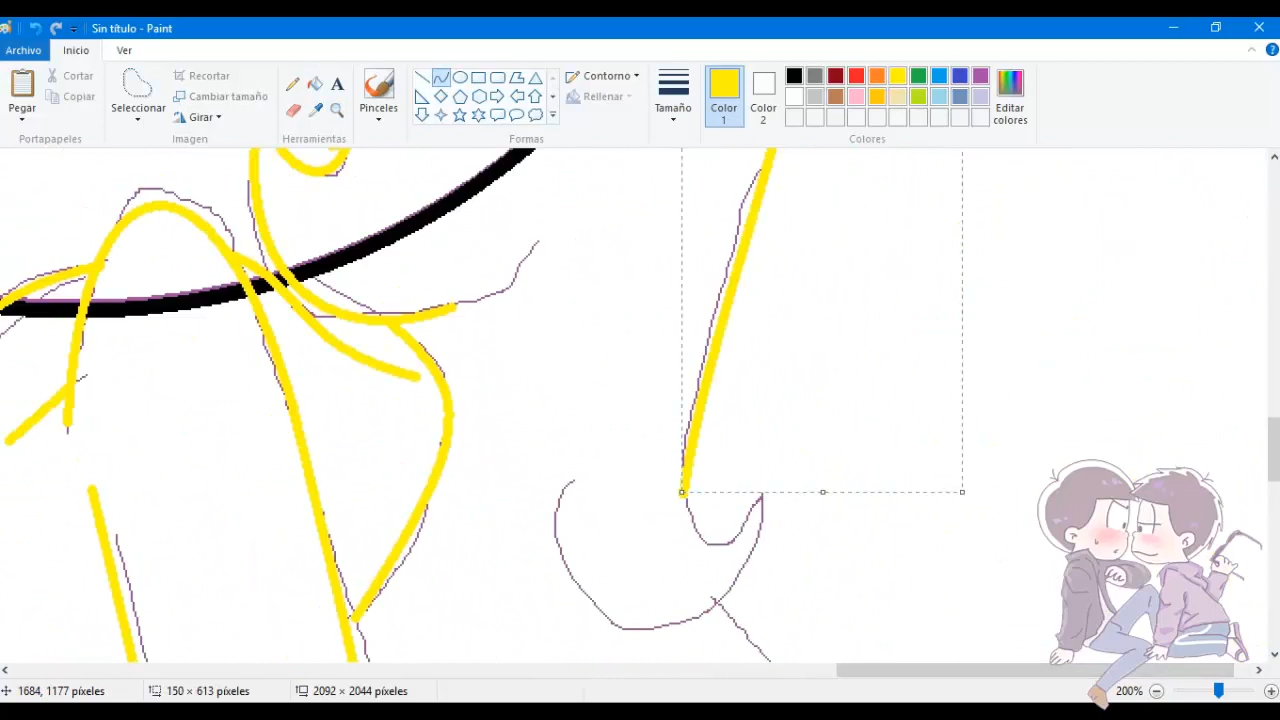 Sin título - Paint
Archivo Inicio Ver
Pegar
Cortar
Copiar
Portapapeles
Seleccionar
Recortar
Cambiar tamaño
Girar
Imagen
A
Herramientas
Pinceles
Contorno
Rellenar
Formas
Tamaño
Color 1
Color 2
Editar colores
Colores
1684, 1177 píxeles
150 × 613 píxeles
2092 × 2044 píxeles
200%